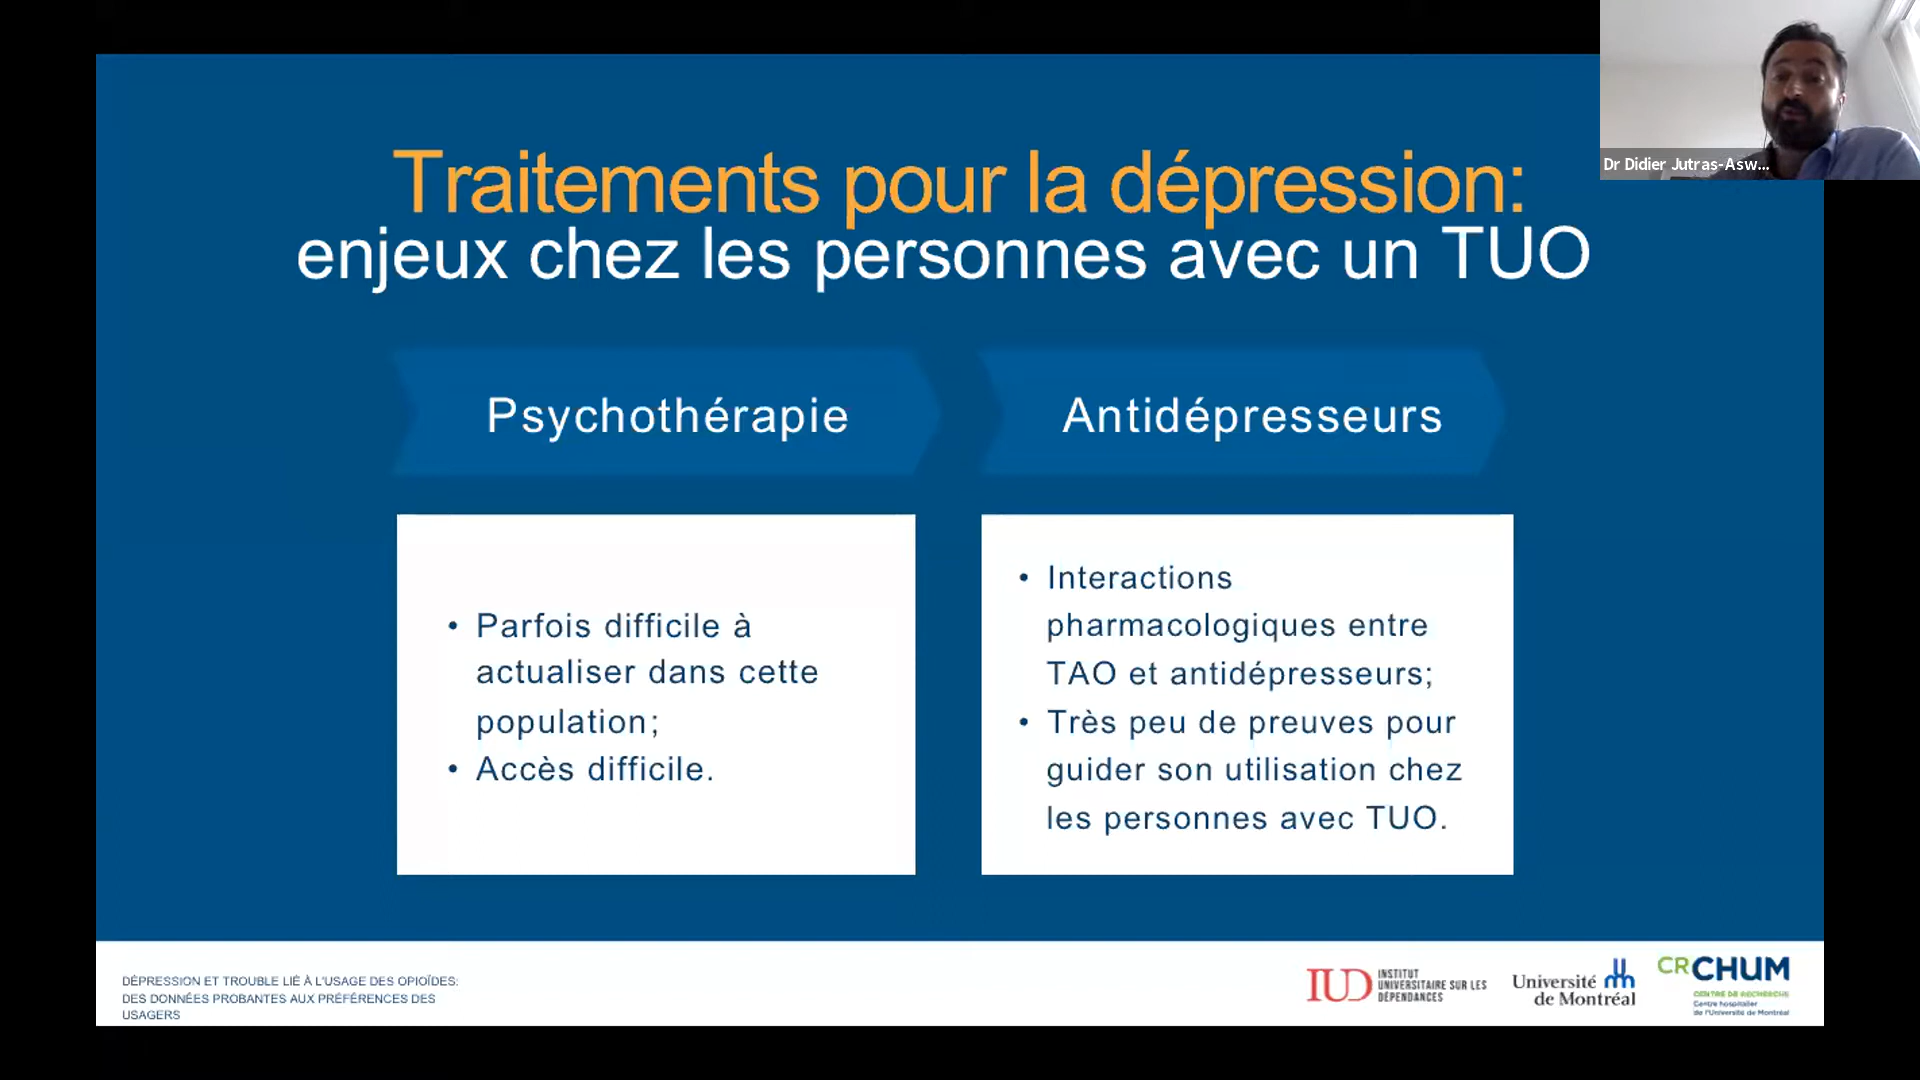 Dr Didier Jutras-Asw...
Traitements pour la dépression:
enjeux chez les personnes avec un TUO
Psychothérapie
Antidépresseurs
• Parfois difficile à
actualiser dans cette
population;
• Accès difficile.
• Interactions
pharmacologiques entre
TAO et antidépresseurs;
• Très peu de preuves pour
guider son utilisation chez
les personnes avec TUO.
DÉPRESSION ET TROUBLE LIÉ À L'USAGE DES OPIOÏDES:
DES DONNÉES PROBANTES AUX PRÉFÉRENCES DES
USAGERS
IUD
INSTITUT
UNIVERSITAIRE SUR LES
DÉPENDANCES
Université
de Montréal
CRCHUM
CENTRE DE RECHERCHE
Centre hospitalier
de l'Université de Montréal